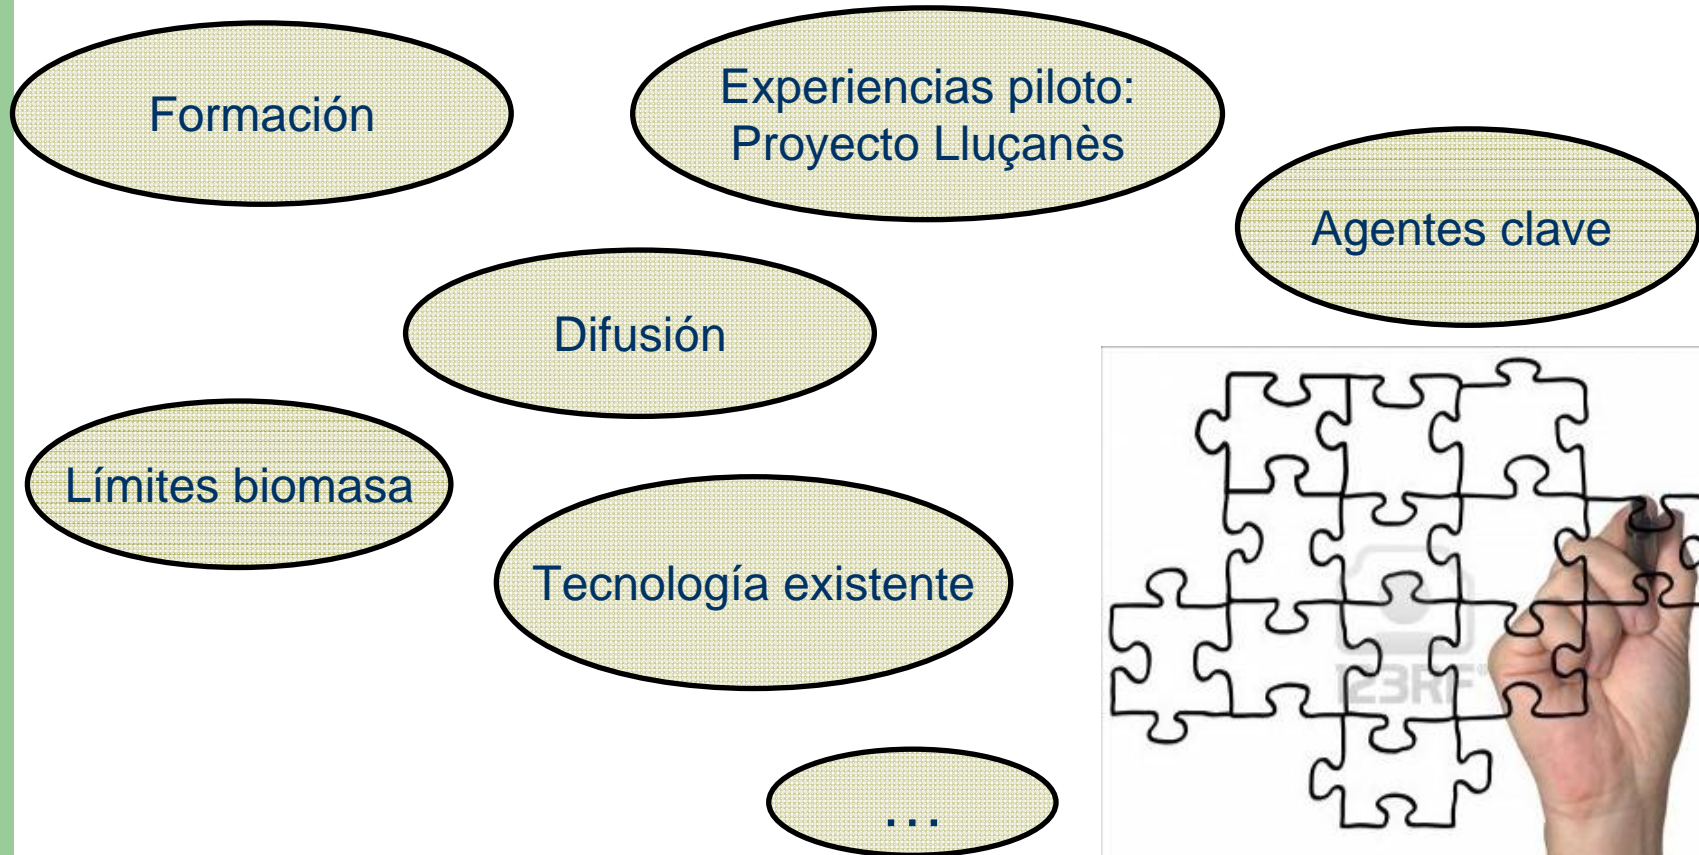 Formación
Experiencias piloto:
Proyecto Lluçanès
Agentes clave
Difusión
Límites biomasa
Tecnología existente
...
123RF®